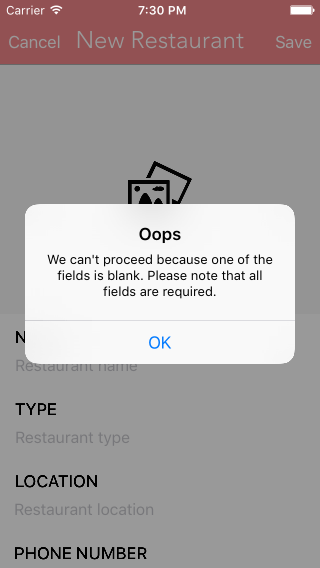 Carrier 7:30 PM
Cancel New Restaurant Save
Oops
We can't proceed because one of the
fields is blank. Please note that all
fields are required.
OK
Restaurant name
TYPE
Restaurant type
LOCATION
Restaurant location
PHONE NUMBER